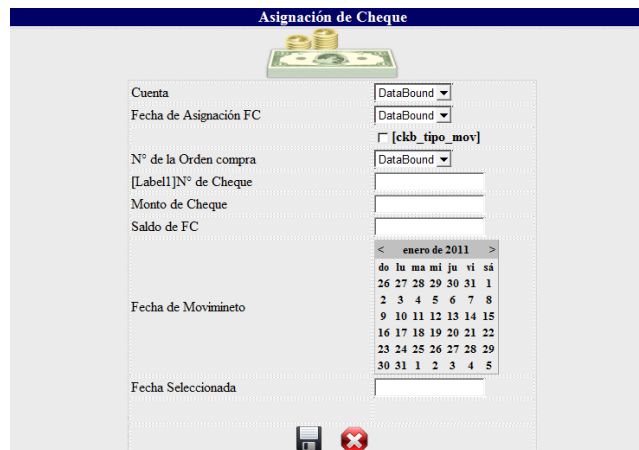 Asignación de Cheque
Cuenta DataBound
Fecha de Asignación FC DataBound
[ckb_tipo_mov]
N° de la Orden compra DataBound
[Label1]N° de Cheque
Monto de Cheque
Saldo de FC
< enero de 2011 >
do lu ma mi ju vi sá
26 27 28 29 30 31 1
2 3 4 5 6 7 8
Fecha de Movimineto
9 10 11 12 13 14 15
16 17 18 19 20 21 22
23 24 25 26 27 28 29
30 31 1 2 3 4 5
Fecha Seleccionada